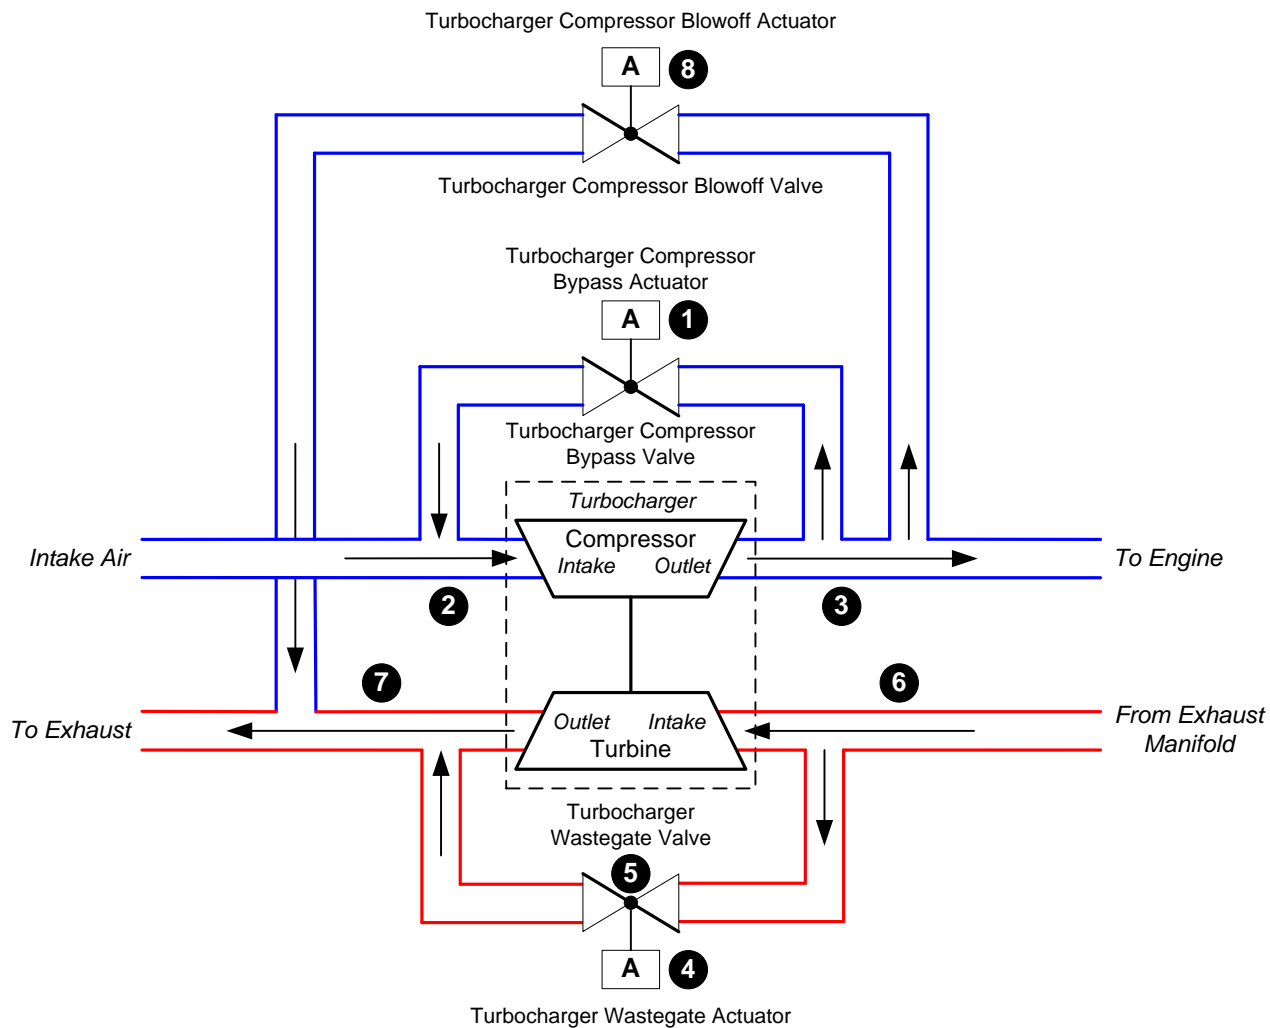 Turbocharger Compressor Blowoff Actuator
A 8
Turbocharger Compressor Blowoff Valve
Turbocharger Compressor
Bypass Actuator
A 1
Turbocharger Compressor
Bypass Valve
Turbocharger
Compressor
Intake Outlet
Intake Air
To Engine
2
3
7
6
To Exhaust
Outlet Intake
Turbine
From Exhaust
Manifold
Turbocharger
Wastegate Valve
5
A 4
Turbocharger Wastegate Actuator